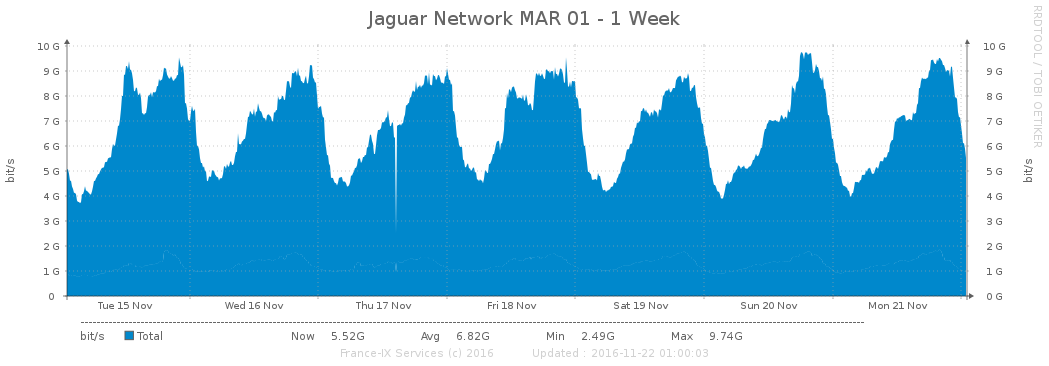 Jaguar Network MAR 01 - 1 Week
RRDTOOL / TOBI OETIKER
bit/s
10 G 10 G
9 G 9 G
8 G 8 G
7 G 7 G
6 G 6 G
5 G 5 G
4 G 4 G
3 G 3 G
2 G 2 G
1 G 1 G
0 0 G
bit/s
Tue 15 Nov Wed 16 Nov Thu 17 Nov Fri 18 Nov Sat 19 Nov Sun 20 Nov Mon 21 Nov
bit/s Total Now 5.52G Avg 6.82G Min 2.49G Max 9.74G
France-IX Services (c) 2016 Updated : 2016-11-22 01:00:03